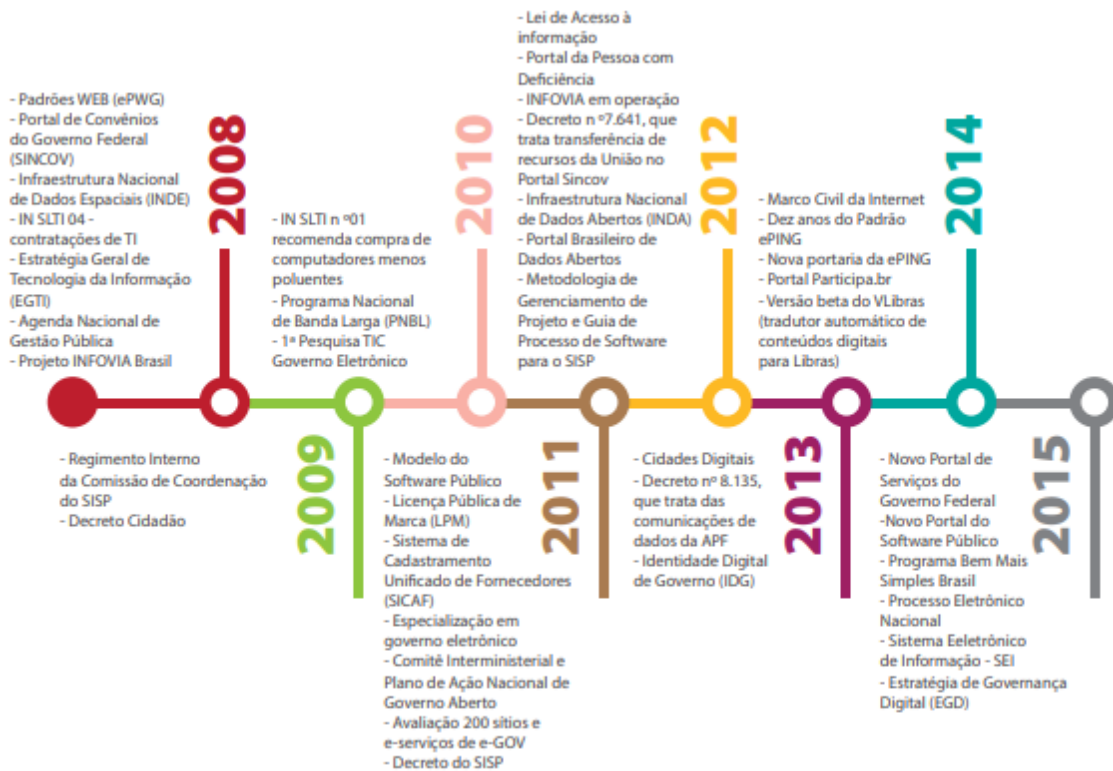 - Padrões WEB (ePWG)
- Portal de Convênios
do Governo Federal
(SINCOV)
- Infraestrutura Nacional
de Dados Espaciais (INDE)
- IN SLTI 04 -
contratações de TI
- Estratégia Geral de
Tecnologia da Informação
(EGTI)
- Agenda Nacional de
Gestão Pública
- Projeto INFOVIA Brasil
2008
- Regimento Interno
da Comissão de Coordenação
do SISP
- Decreto Cidadão
2009
- IN SLTI n º01
recomenda compra de
computadores menos
poluentes
- Programa Nacional
de Banda Larga (PNBL)
- 1ª Pesquisa TIC
Governo Eletrônico
2010
- Modelo do
Software Público
- Licença Pública de
Marca (LPM)
- Sistema de
Cadastramento
Unificado de Fornecedores
(SICAF)
- Especialização em
governo eletrônico
- Comitê Interministerial e
Plano de Ação Nacional de
Governo Aberto
- Avaliação 200 sítios e
e-serviços de e-GOV
- Decreto do SISP
2011
- Lei de Acesso à
informação
- Portal da Pessoa com
Deficiência
- INFOVIA em operação
- Decreto n º7.641, que
trata transferência de
recursos da União no
Portal Sincov
- Infraestrutura Nacional
de Dados Abertos (INDA)
- Portal Brasileiro de
Dados Abertos
- Metodologia de
Gerenciamento de
Projeto e Guia de
Processo de Software
para o SISP
2012
- Cidades Digitais
- Decreto nº 8.135,
que trata das
comunicações de
dados da APF
- Identidade Digital
de Governo (IDG)
2013
- Marco Civil da Internet
- Dez anos do Padrão
ePING
- Nova portaria da ePING
- Portal Participa.br
- Versão beta do VLibras
(tradutor automático de
conteúdos digitais
para Libras)
2014
- Novo Portal de
Serviços do
Governo Federal
-Novo Portal do
Software Público
- Programa Bem Mais
Simples Brasil
- Processo Eletrônico
Nacional
- Sistema Eeletrônico
de Informação - SEI
- Estratégia de Governança
Digital (EGD)
2015